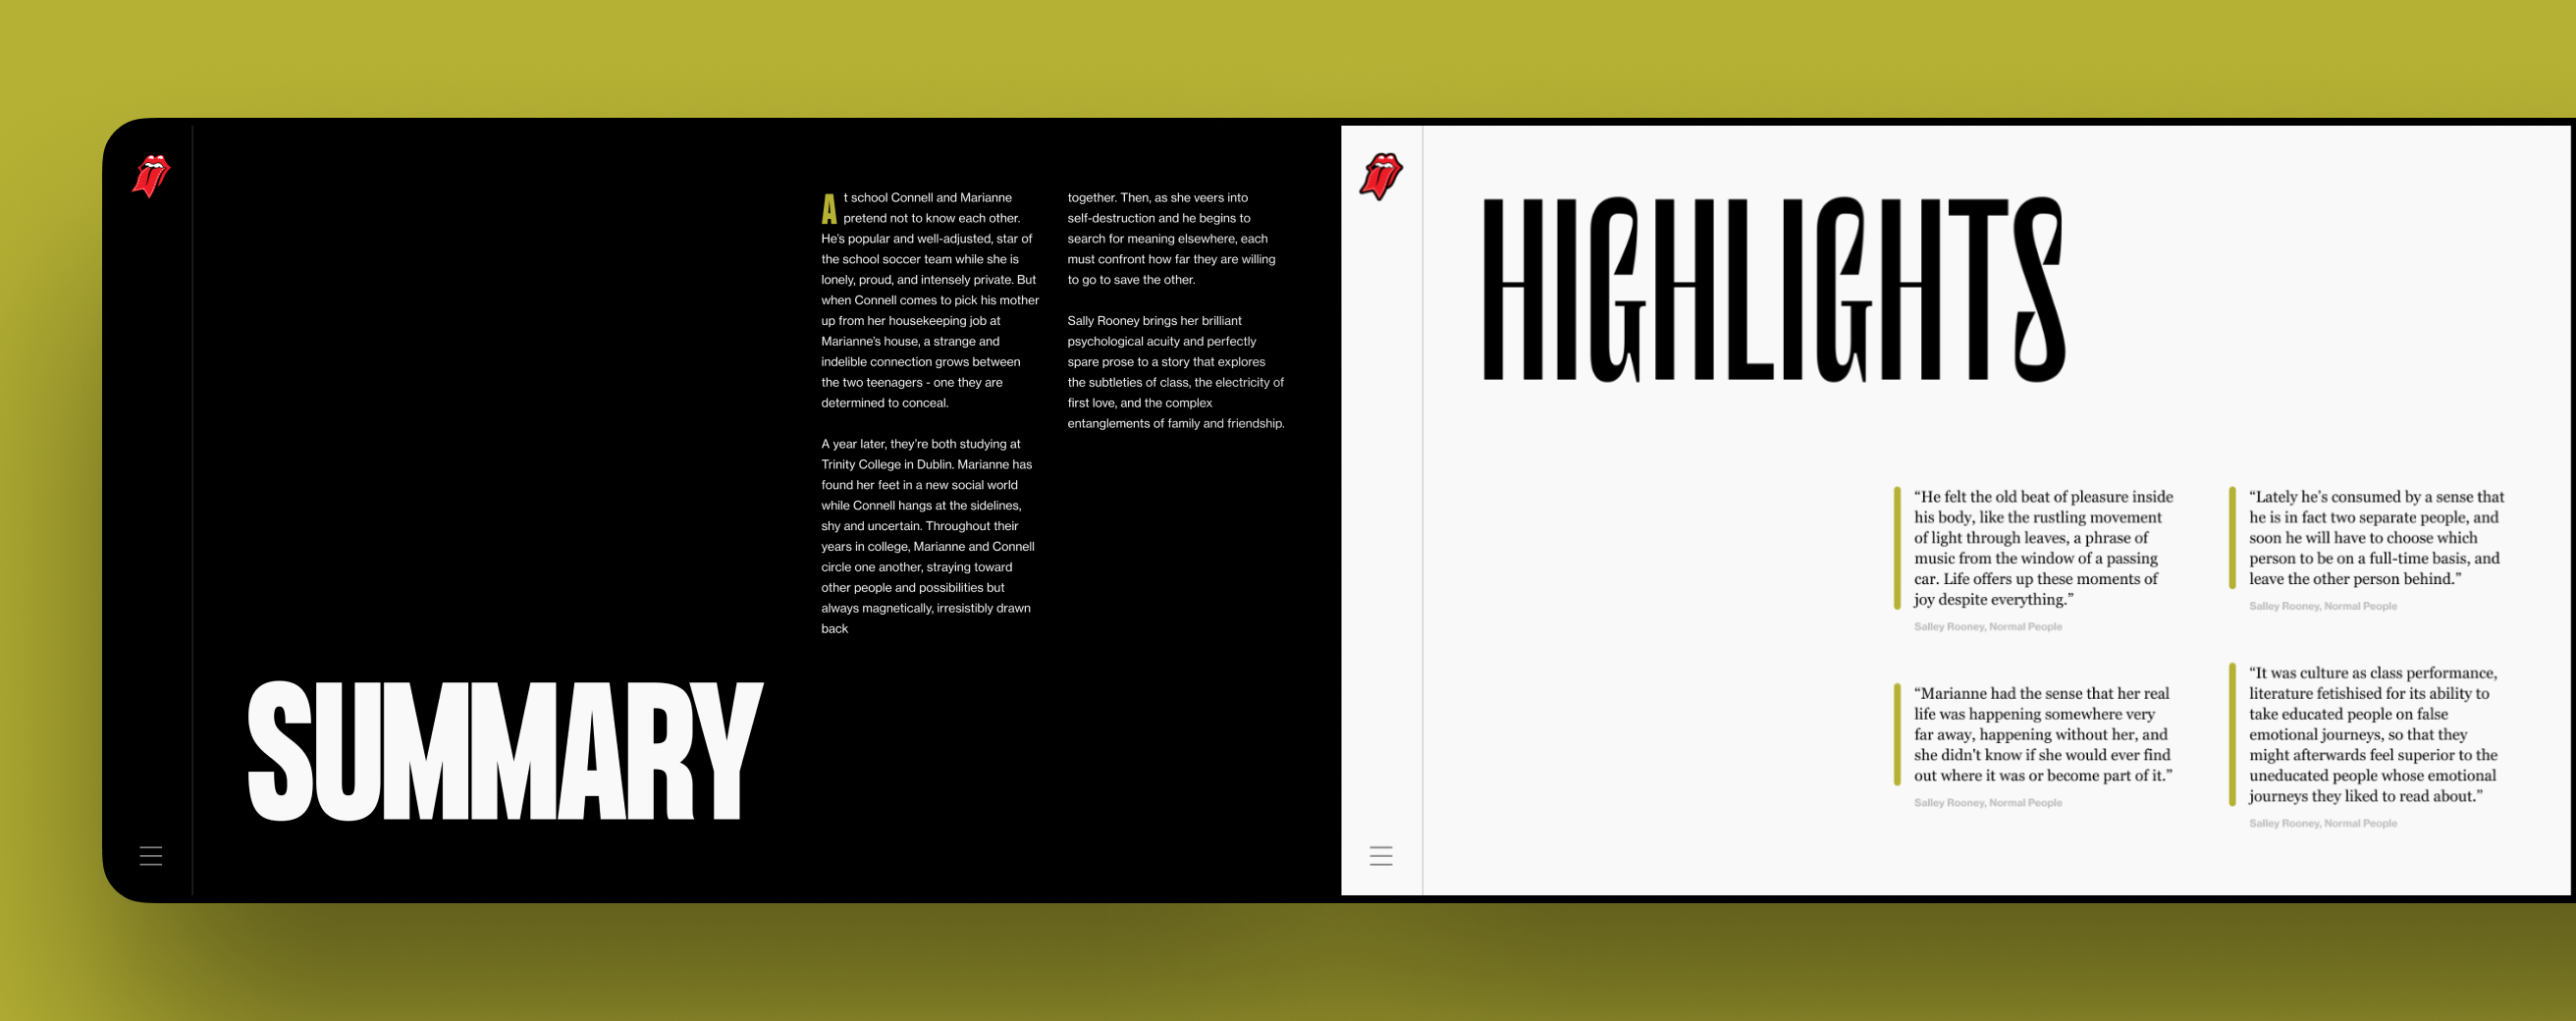 At school Connell and Marianne
pretend not to know each other.
He's popular and well-adjusted, star of
the school soccer team while she is
lonely, proud, and intensely private. But
when Connell comes to pick his mother
up from her housekeeping job at
Marianne's house, a strange and
indelible connection grows between
the two teenagers - one they are
determined to conceal.
A year later, they're both studying at
Trinity College in Dublin. Marianne has
found her feet in a new social world
while Connell hangs at the sidelines,
shy and uncertain. Throughout their
years in college, Marianne and Connell
circle one another, straying toward
other people and possibilities but
always magnetically, irresistibly drawn
back
together. Then, as she veers into
self-destruction and he begins to
search for meaning elsewhere, each
must confront how far they are willing
to go to save the other.
Sally Rooney brings her brilliant
psychological acuity and perfectly
spare prose to a story that explores
the subtleties of class, the electricity of
first love, and the complex
entanglements of family and friendship.
SUMMARY
HIGHLIGHTS
“He felt the old beat of pleasure inside
his body, like the rustling movement
of light through leaves, a phrase of
music from the window of a passing
car. Life offers up these moments of
joy despite everything.”
Salley Rooney, Normal People
“Marianne had the sense that her real
life was happening somewhere very
far away, happening without her, and
she didn't know if she would ever find
out where it was or become part of it.”
Salley Rooney, Normal People
“Lately he's consumed by a sense that
he is in fact two separate people, and
soon he will have to choose which
person to be on a full-time basis, and
leave the other person behind.”
Salley Rooney, Normal People
“It was culture as class performance,
literature fetishised for its ability to
take educated people on false
emotional journeys, so that they
might afterwards feel superior to the
uneducated people whose emotional
journeys they liked to read about.”
Salley Rooney, Normal People